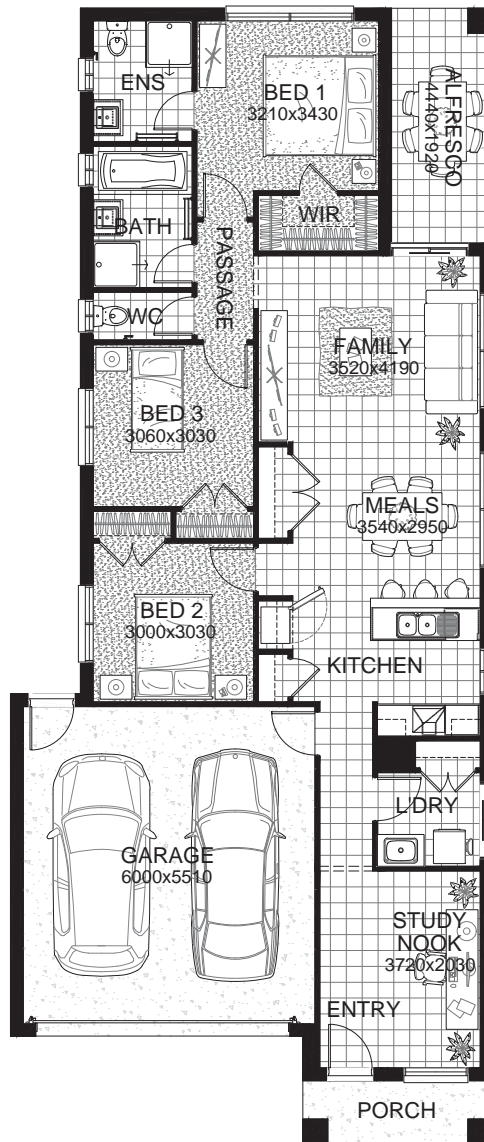 ENS
BED 1
3210x3430
ALFRESCO
4440x1920
BATH
WIR
PASSAGE
WC
FAMILY
3520x4190
BED 3
3060x3030
MEALS
3540x2950
BED 2
3000x3030
KITCHEN
L'DRY
GARAGE
6000x5510
STUDY
NOOK
3720x2030
ENTRY
PORCH